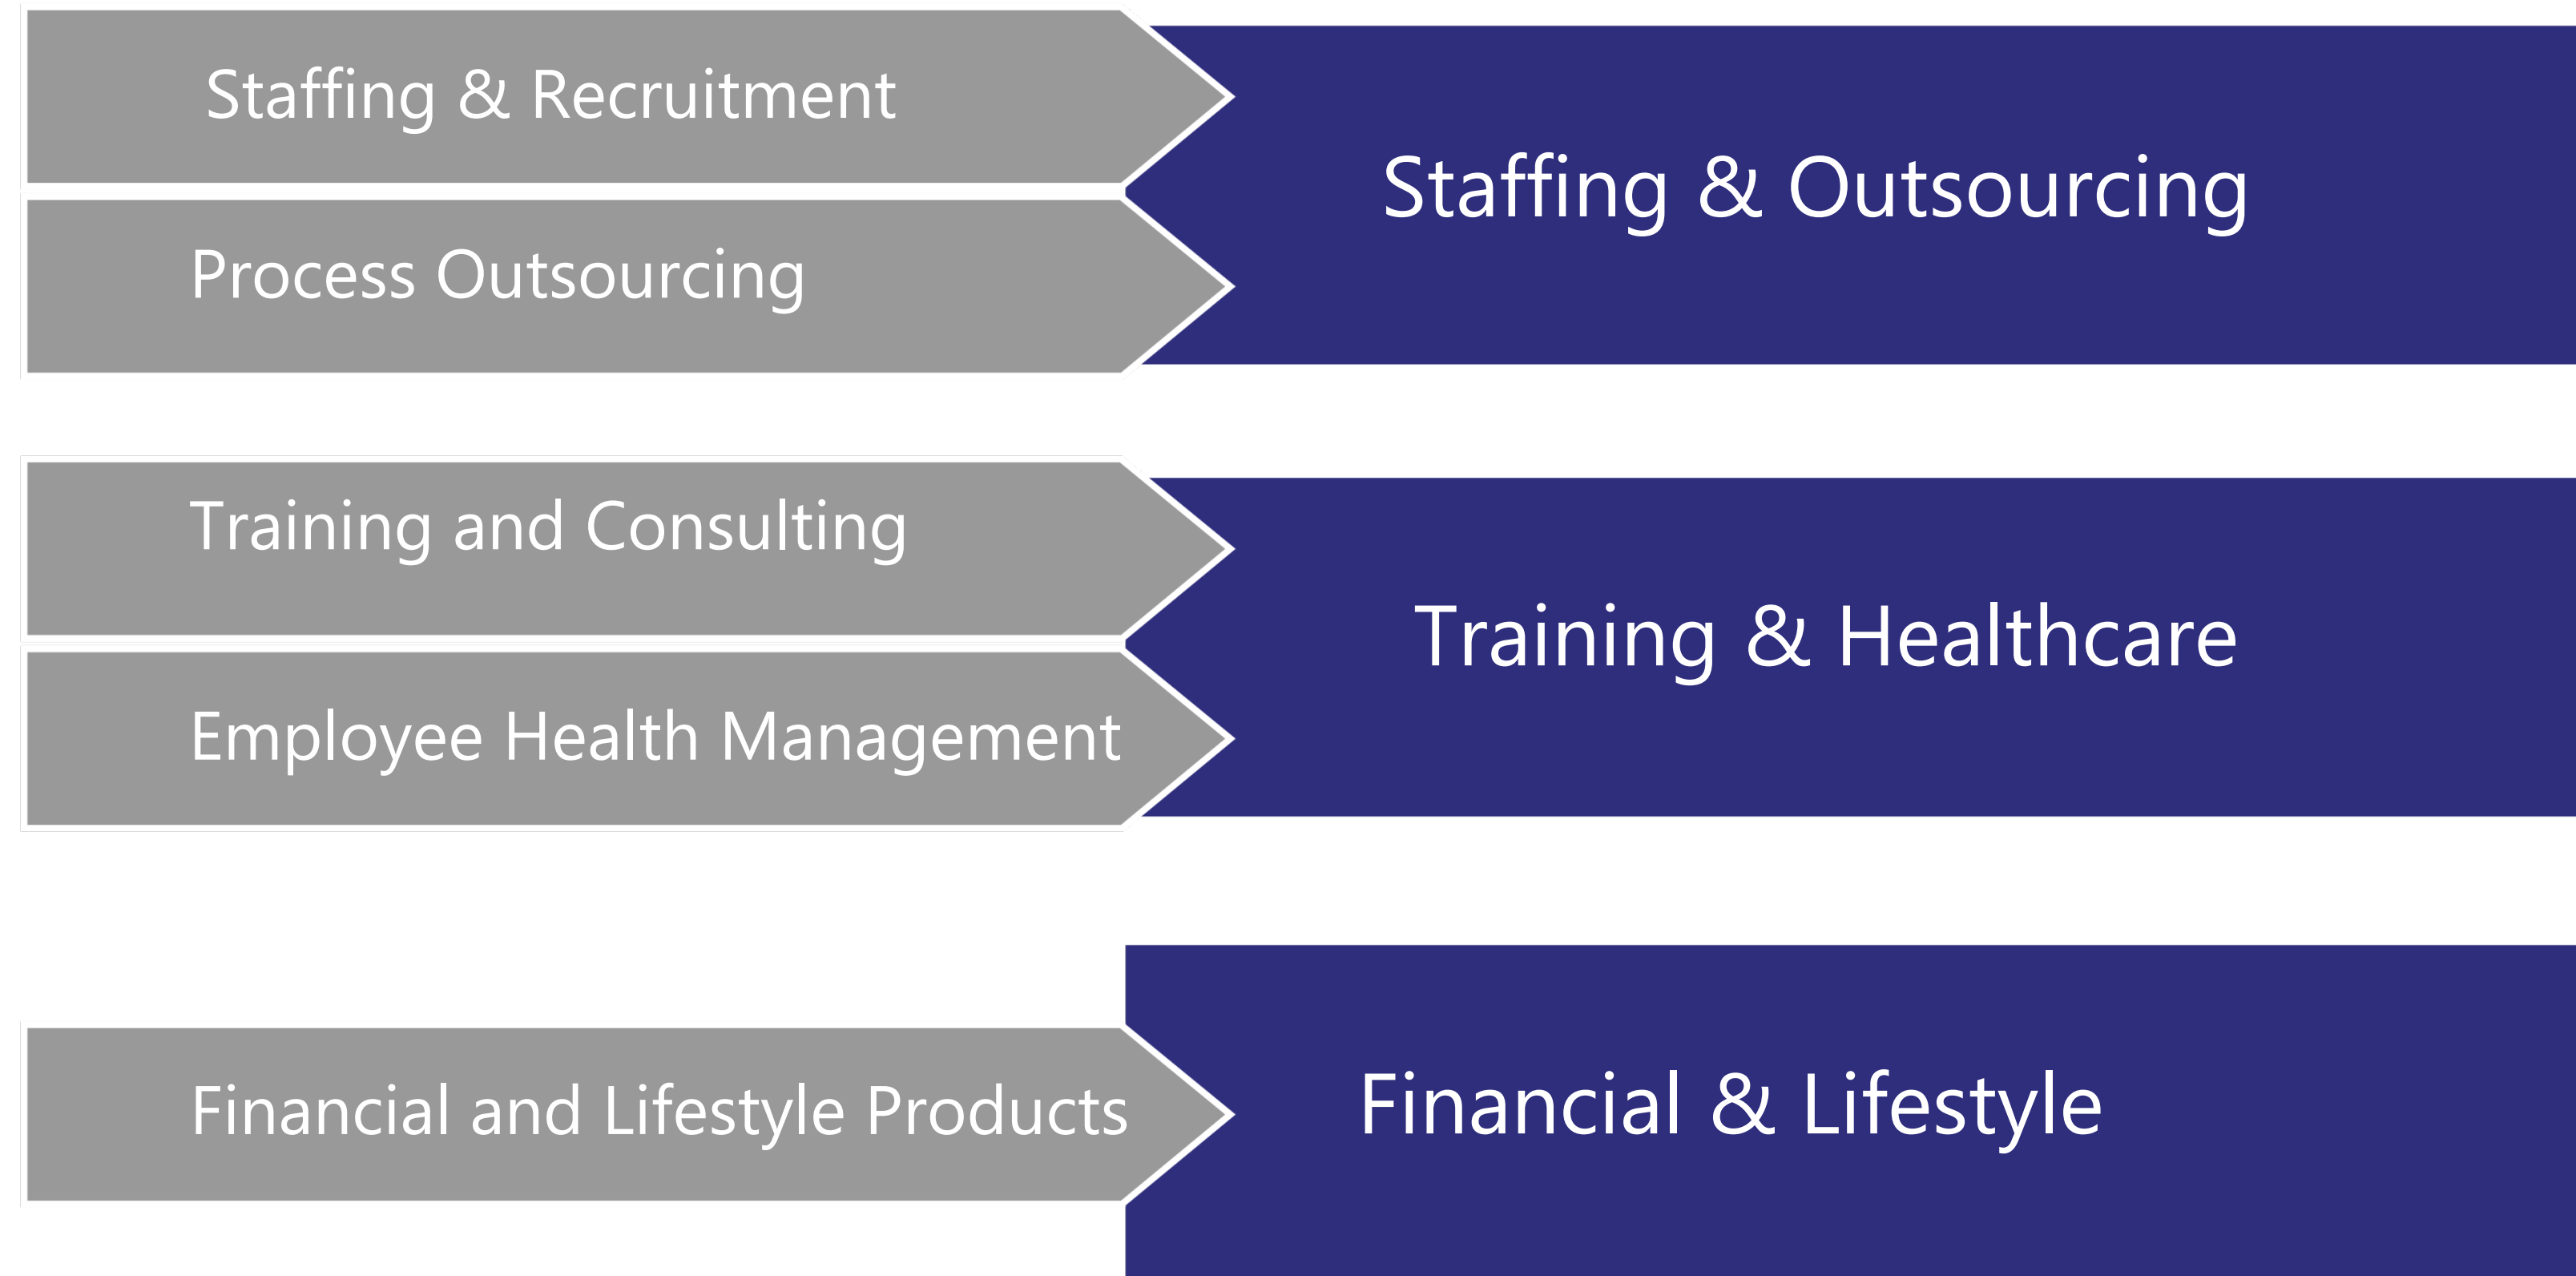 Staffing & Recruitment
Process Outsourcing
Staffing & Outsourcing
Training and Consulting
Employee Health Management
Training & Healthcare
Financial and Lifestyle Products
Financial & Lifestyle